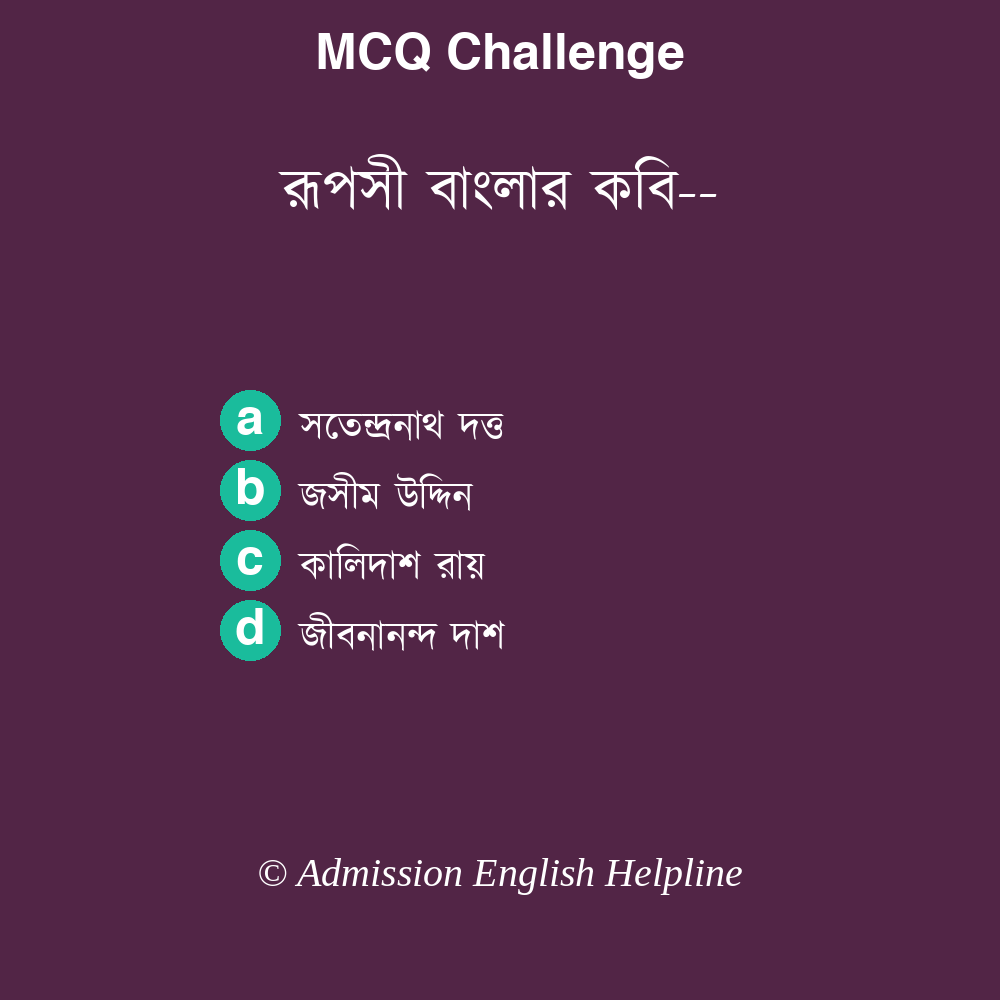 MCQ Challenge
রূপসী বাংলার কবি--
a সতেন্দ্রনাথ দত্ত
b জসীম উদ্দিন
c কালিদাশ রায়
d জীবনানন্দ দাশ
© Admission English Helpline